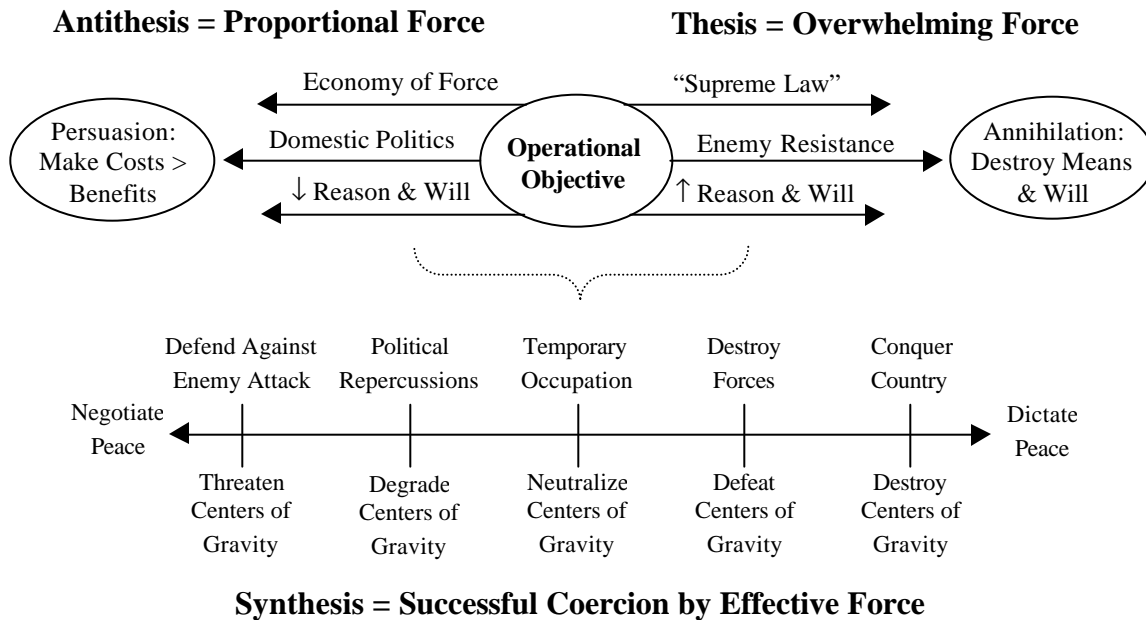 Antithesis = Proportional Force
Thesis = Overwhelming Force
Economy of Force
“Supreme Law”
Persuasion:
Make Costs >
Benefits
Domestic Politics
Operational
Objective
Enemy Resistance
Annihilation:
Destroy Means
& Will
↓ Reason & Will
↑ Reason & Will
Defend Against
Enemy Attack
Political
Repercussions
Temporary
Occupation
Destroy
Forces
Conquer
Country
Negotiate
Peace
Dictate
Peace
Threaten
Centers of
Gravity
Degrade
Centers of
Gravity
Neutralize
Centers of
Gravity
Defeat
Centers of
Gravity
Destroy
Centers of
Gravity
Synthesis = Successful Coercion by Effective Force